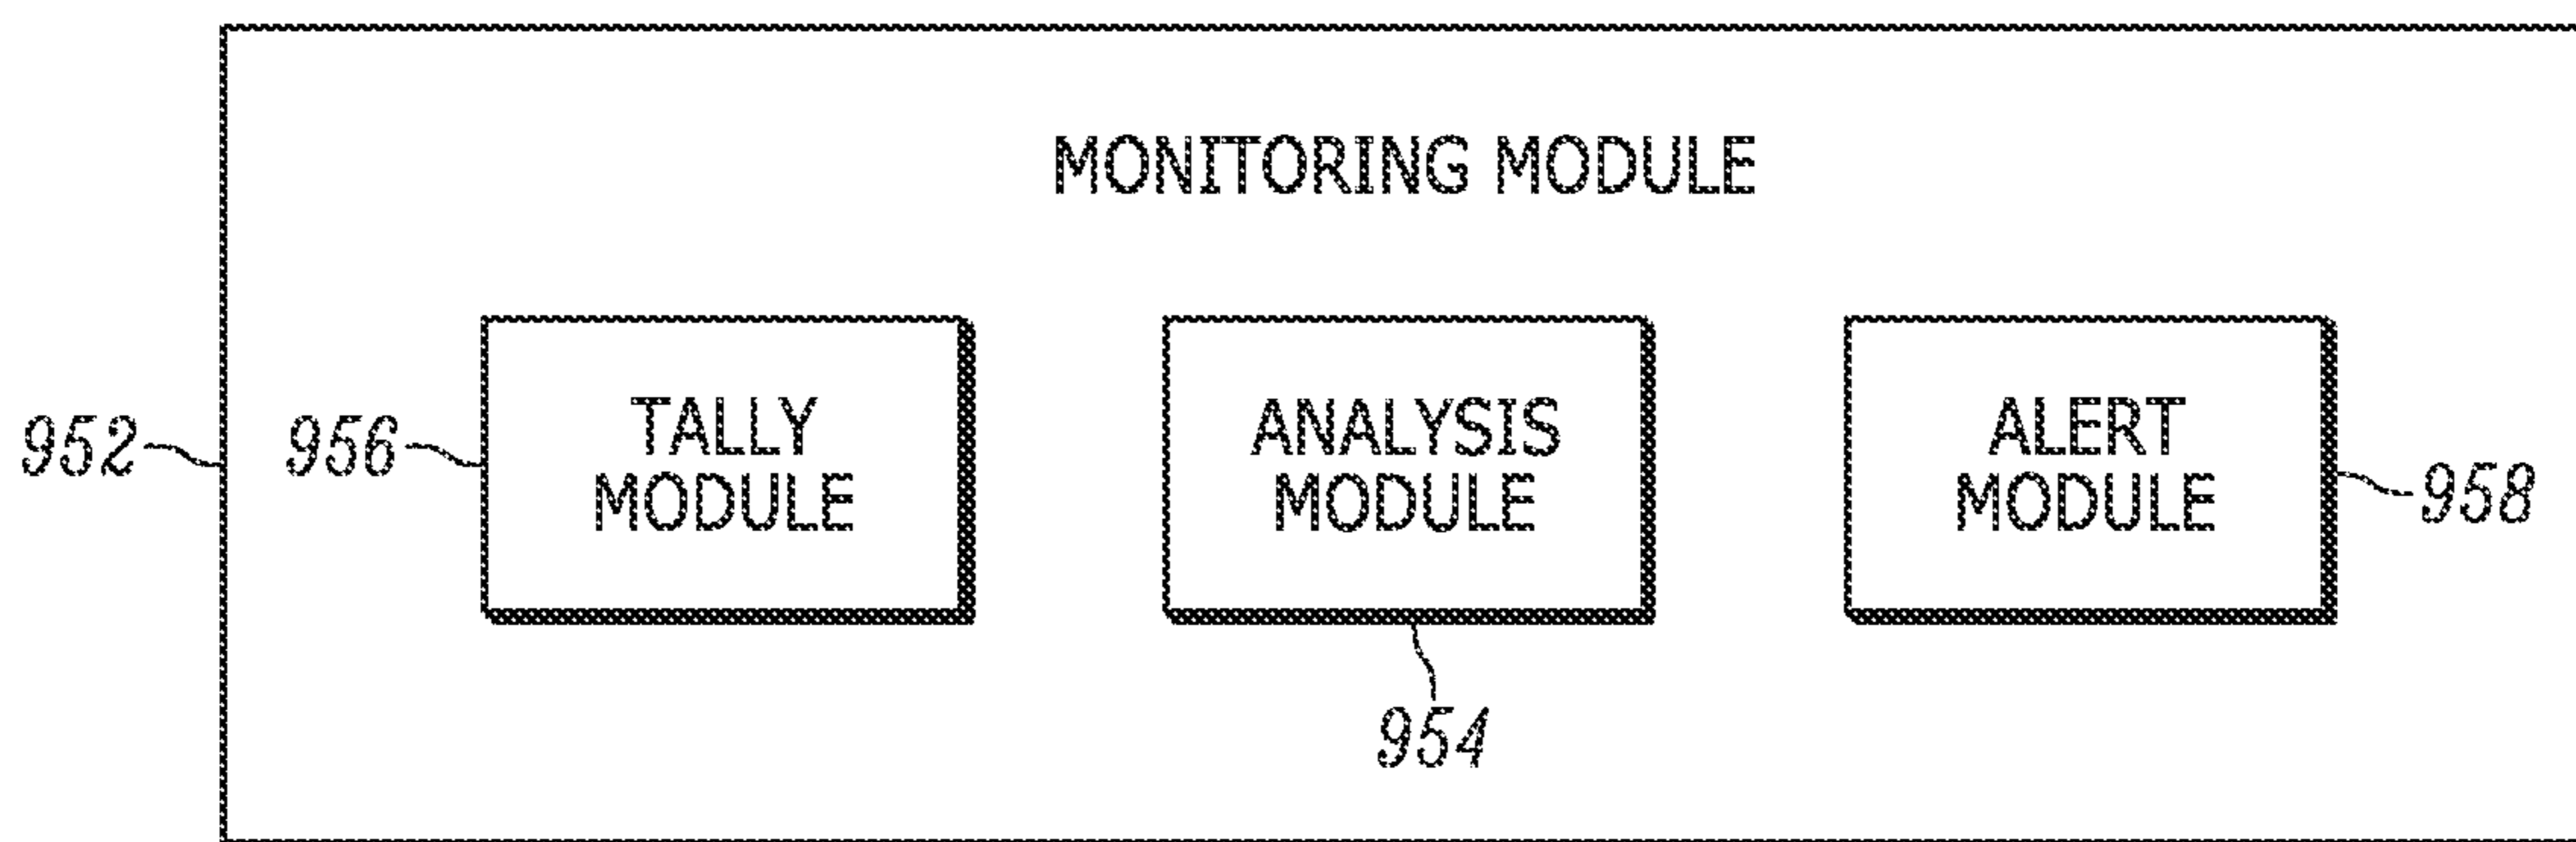 MONITORING MODULE
952
956
TALLY
MODULE
ANALYSIS
MODULE
954
ALERT
MODULE
958